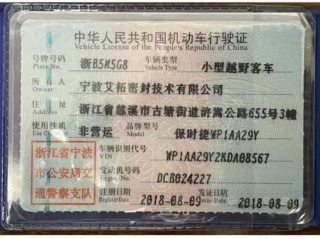 中华人民共和国机动车行驶证
Vehicle License of the People's Republic of China
号牌号码 浙B5M5G8 车辆类型 小型越野客车
Plate No. Vehicle Type
所有人 宁波艾拓密封技术有限公司
Owner
住址 浙江省慈溪市古塘街道浒崇公路655号3幢
Address
使用性质 非营运 品牌型号 保时捷WP1AA29Y
Use Character Model
浙江省宁波市公安局交通警察支队
车辆识别代号 WP1AA29Y2KDA08567
VIN
发动机号码 DCB024227
Engine No.
注册日期 2018-08-09 发证日期 2018-08-09
Register Date Issue Date